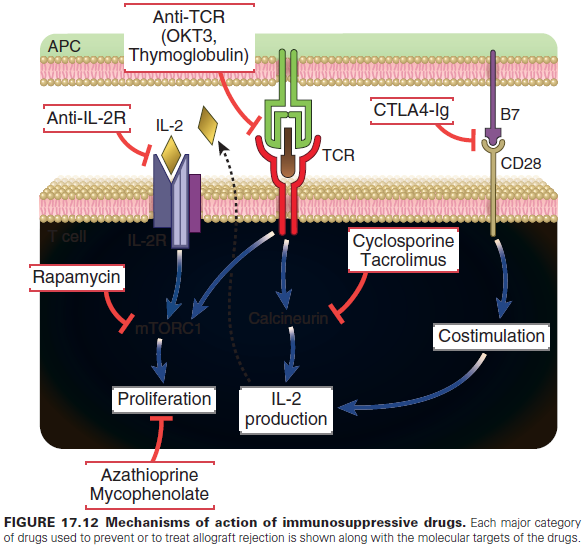 Anti-TCR
(OKT3,
Thymoglobulin)
APC
Anti-IL-2R
IL-2
CTLA4-Ig
B7
TCR
CD28
T cell
IL-2R
Cyclosporine
Tacrolimus
Rapamycin
mTORC1
Calcineurin
Costimulation
Proliferation
IL-2
production
Azathioprine
Mycophenolate
FIGURE 17.12 Mechanisms of action of immunosuppressive drugs. Each major category
of drugs used to prevent or to treat allograft rejection is shown along with the molecular targets of the drugs.